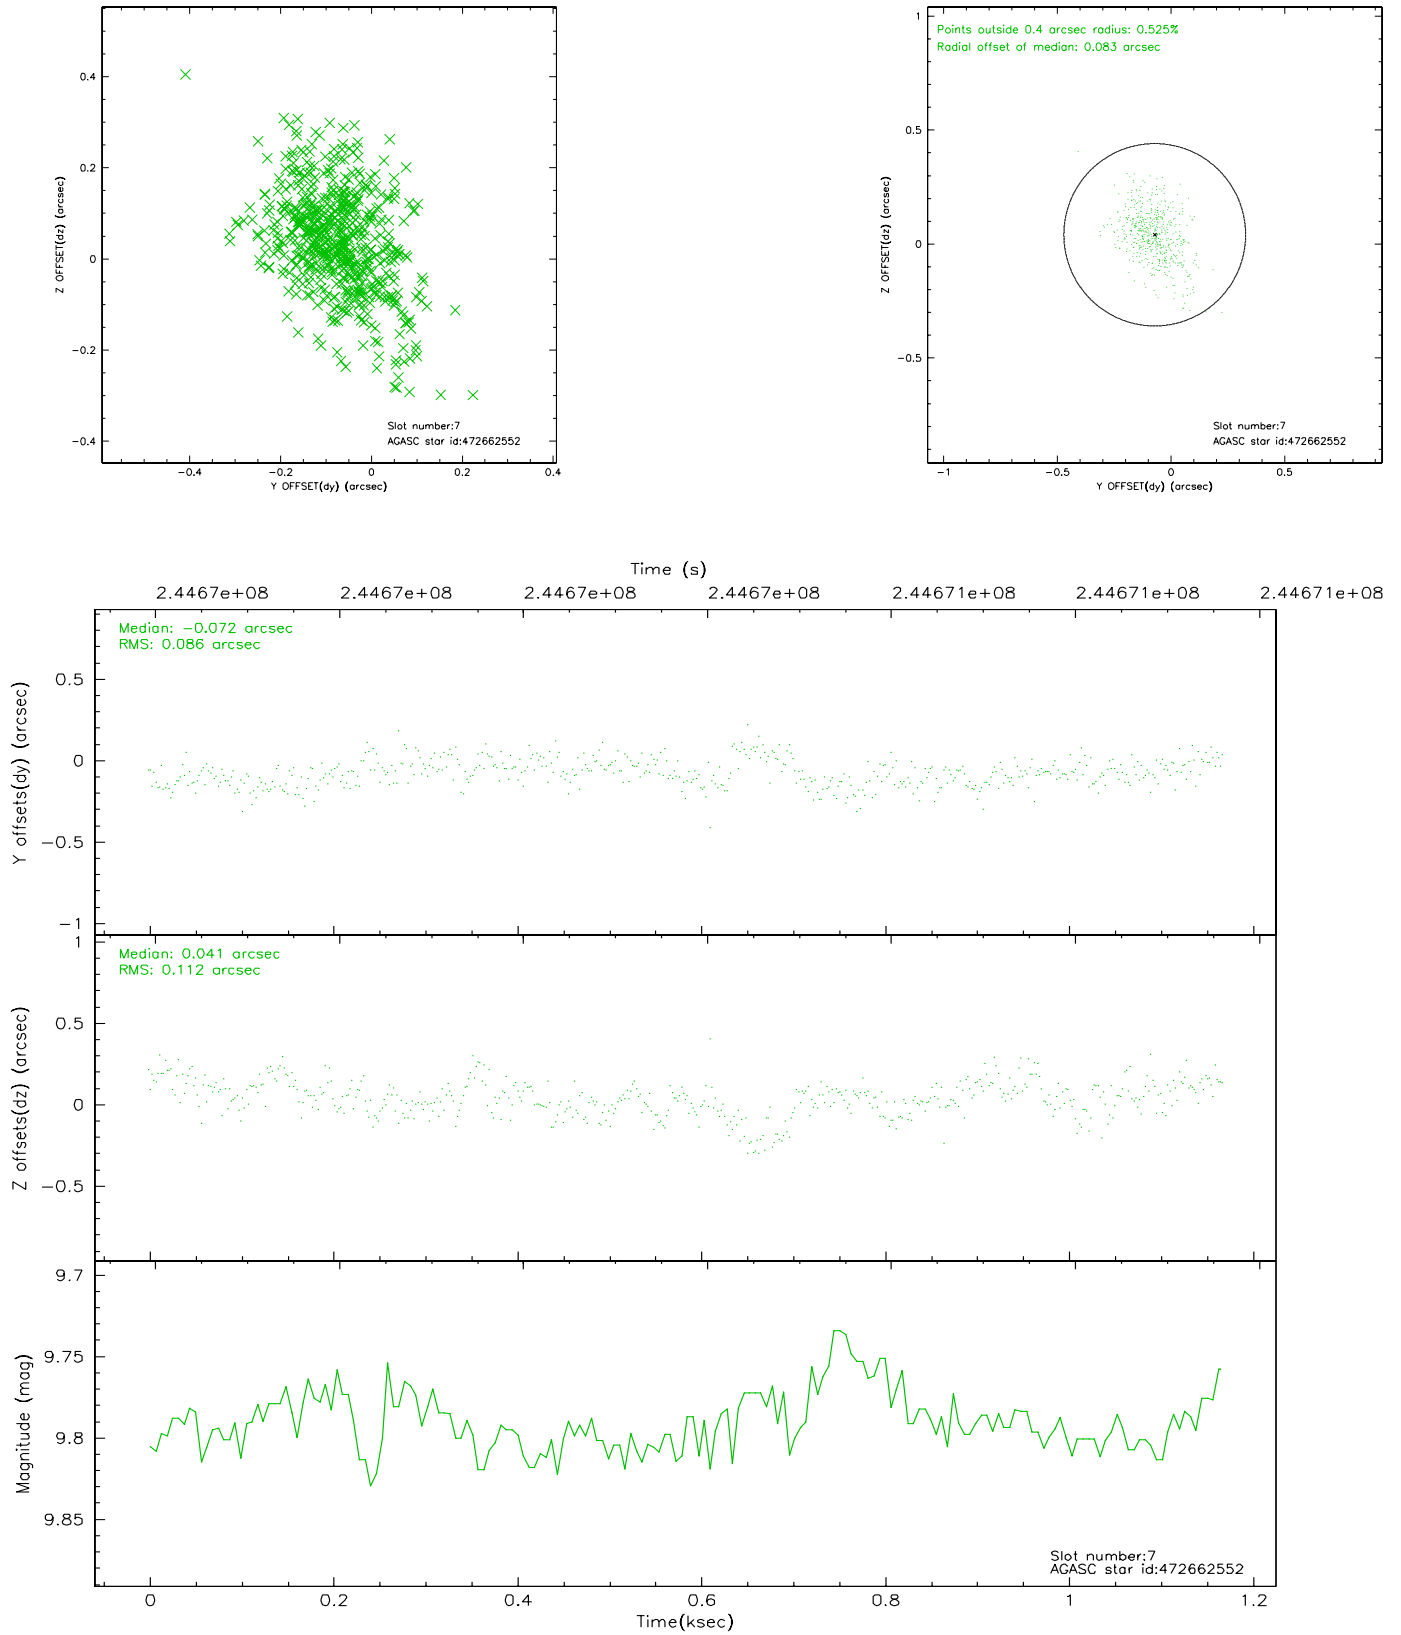 0.4
0.2
0
−0.2
−0.4
Z OFFSET(dz) (arcsec)
Slot number:7
AGASC star id:472662552
−0.4 −0.2 0 0.2 0.4
Y OFFSET(dy) (arcsec)
Points outside 0.4 arcsec radius: 0.525%
Radial offset of median: 0.083 arcsec
1
0.5
0
−0.5
Z OFFSET(dz) (arcsec)
Slot number:7
AGASC star id:472662552
−1 −0.5 0 0.5
Y OFFSET(dy) (arcsec)
Time (s)
2.4467e+08 2.4467e+08 2.4467e+08 2.4467e+08 2.44671e+08 2.44671e+08 2.44671e+08
Median: −0.072 arcsec
RMS: 0.086 arcsec
0.5
0
−0.5
−1
Y offsets(dy) (arcsec)
Median: 0.041 arcsec
RMS: 0.112 arcsec
1
0.5
0
−0.5
Z offsets(dz) (arcsec)
9.7
9.75
9.8
9.85
Magnitude (mag)
Slot number:7
AGASC star id:472662552
0 0.2 0.4 0.6 0.8 1 1.2
Time(ksec)